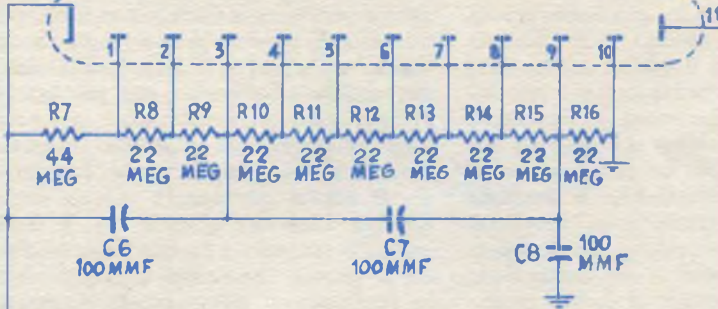 11
1 2 3 4 5 6 7 8 9 10
R7 R8 R9 R10 R11 R12 R13 R14 R15 R16
44 22 22 22 22 22 22 22 22 22
MEG MEG MEG MEG MEG MEG MEG MEG MEG MEG
C6 C7 C8 100
100MMF 100MMF MMF